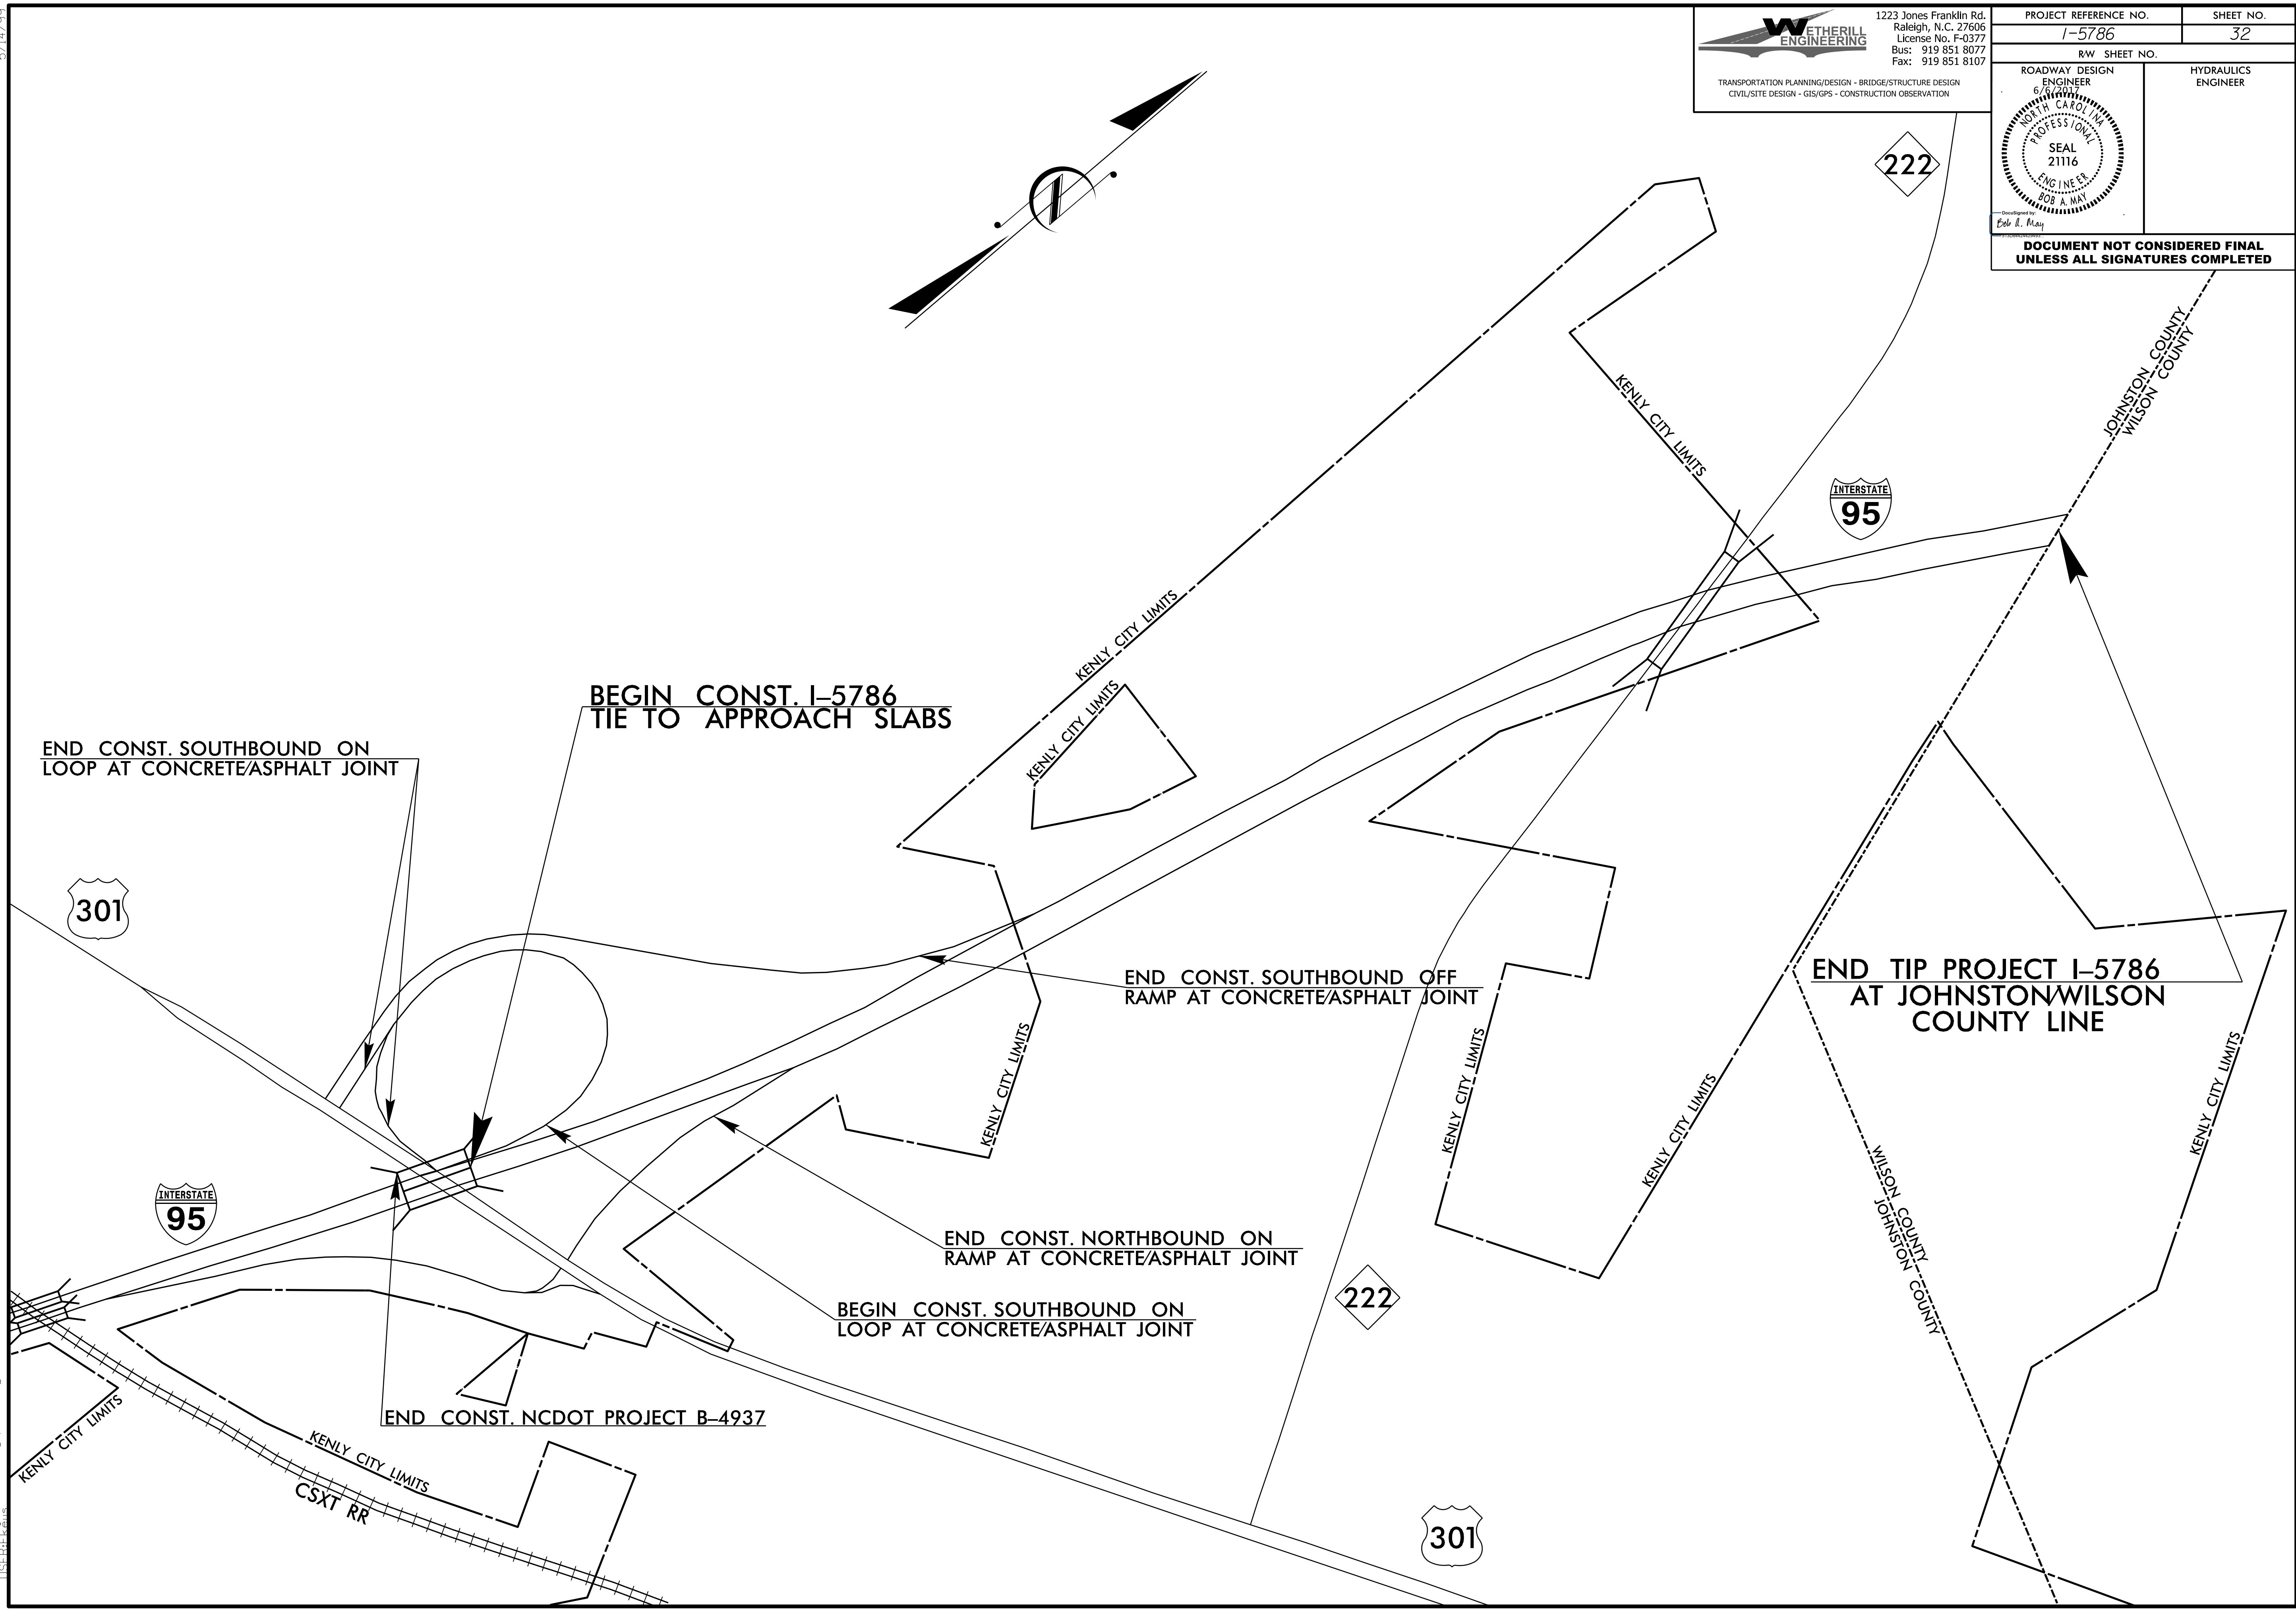 WETHERILL
ENGINEERING
1223 Jones Franklin Rd.
Raleigh, N.C. 27606
License No. F-0377
Bus: 919 851 8077
Fax: 919 851 8107
TRANSPORTATION PLANNING/DESIGN - BRIDGE/STRUCTURE DESIGN
CIVIL/SITE DESIGN - GIS/GPS - CONSTRUCTION OBSERVATION
PROJECT REFERENCE NO.
SHEET NO.
I-5786
32
RW SHEET NO.
ROADWAY DESIGN
ENGINEER
HYDRAULICS
ENGINEER
6/6/2017
NORTH CAROLINA
PROFESSIONAL
SEAL
21116
ENGINEER
BOB A. MAY
DocuSigned by:
Bob A. May
DOCUMENT NOT CONSIDERED FINAL
UNLESS ALL SIGNATURES COMPLETED
222
JOHNSTON COUNTY
WILSON COUNTY
KENLY CITY LIMITS
INTERSTATE
95
KENLY CITY LIMITS
KENLY CITY LIMITS
BEGIN CONST. I-5786
TIE TO APPROACH SLABS
END CONST. SOUTHBOUND ON
LOOP AT CONCRETE/ASPHALT JOINT
301
END CONST. SOUTHBOUND OFF
RAMP AT CONCRETE/ASPHALT JOINT
END TIP PROJECT I-5786
AT JOHNSTON/WILSON
COUNTY LINE
KENLY CITY LIMITS
KENLY CITY LIMITS
KENLY CITY LIMITS
KENLY CITY LIMITS
WILSON COUNTY
JOHNSTON COUNTY
INTERSTATE
95
END CONST. NORTHBOUND ON
RAMP AT CONCRETE/ASPHALT JOINT
BEGIN CONST. SOUTHBOUND ON
LOOP AT CONCRETE/ASPHALT JOINT
222
END CONST. NCDOT PROJECT B-4937
KENLY CITY LIMITS
KENLY CITY LIMITS
CSXT RR
301